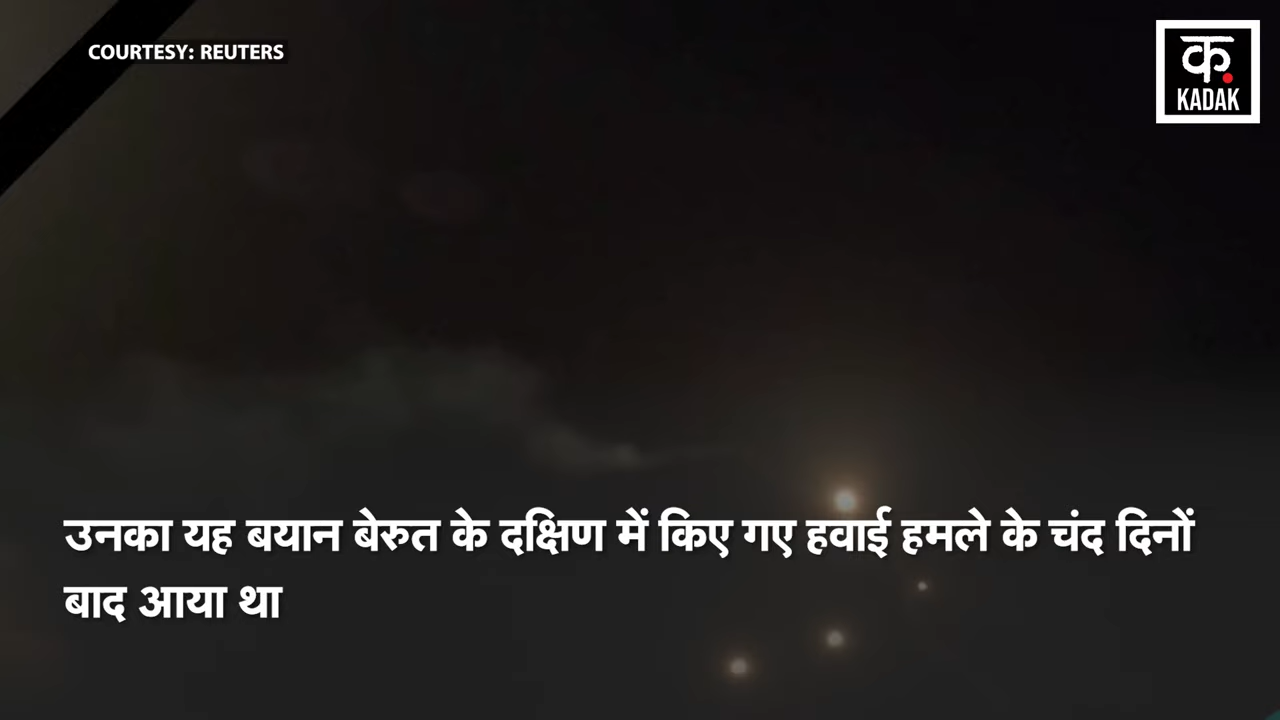 COURTESY: REUTERS
क.
KADAK
उनका यह बयान बेरुत के दक्षिण में किए गए हवाई हमले के चंद दिनों
बाद आया था